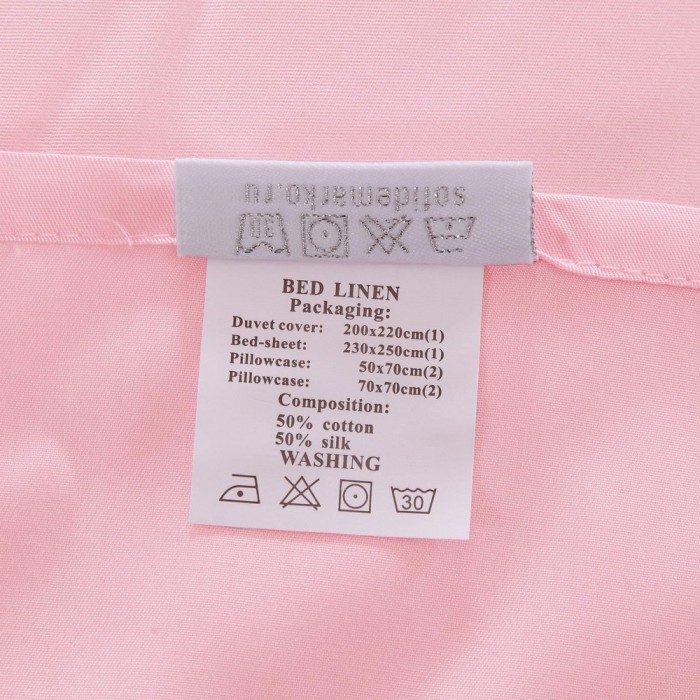 sofidemarko.ru
BED LINEN
Packaging:
Duvet cover: 200x220cm(1)
Bed-sheet: 230x250cm(1)
Pillowcase: 50x70cm(2)
Pillowcase: 70x70cm(2)
Composition:
50% cotton
50% silk
WASHING
30